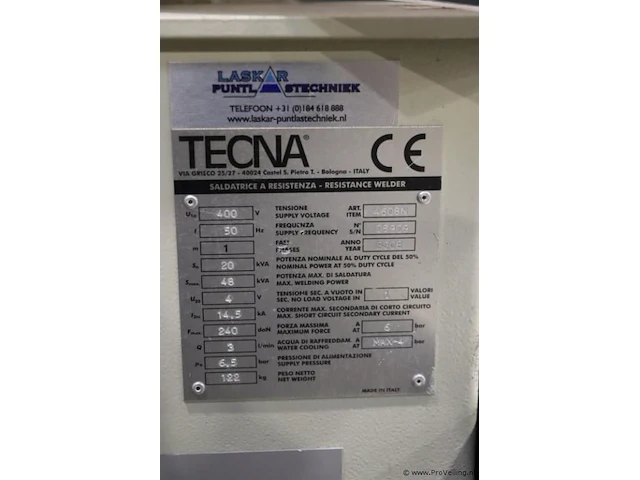 LASKAR
PUNTLASTECHNIEK
TELEFOON +31 (0)184 618 888
www.laskar-puntlastechniek.nl
TECNA® CE
VIA GRIECO 25/27 - 40024 Castel S. Pietro T. - Bologna - ITALY
SALDATRICE A RESISTENZA - RESISTANCE WELDER
400 V TENSIONE SUPPLY VOLTAGE ART. ITEM
f 50 Hz FREQUENZA SUPPLY FREQUENCY N° S/N
m 1 FASI PHASES ANNO YEAR
20 kVA POTENZA NOMINALE AL DUTY CYCLE DEL 50% NOMINAL POWER AT 50% DUTY CYCLE
48 kVA POTENZA MAX. DI SALDATURA MAX. WELDING POWER
4 V TENSIONE SEC. A VUOTO IN SEC. NO LOAD VOLTAGE IN VALORI VALUE
14,5 kA CORRENTE MAX. SECONDARIA DI CORTO CIRCUITO MAX. SHORT CIRCUIT SECONDARY CURRENT
240 daN FORZA MASSIMA MAXIMUM FORCE A AT 6 bar
Q 3 l/min ACQUA DI RAFFREDDAM. WATER COOLING A AT MAX-4 bar
6,5 bar PRESSIONE DI ALIMENTAZIONE SUPPLY PRESSURE
122 kg PESO NETTO NET WEIGHT
MADE IN ITALY
© www.ProVeiling.nl